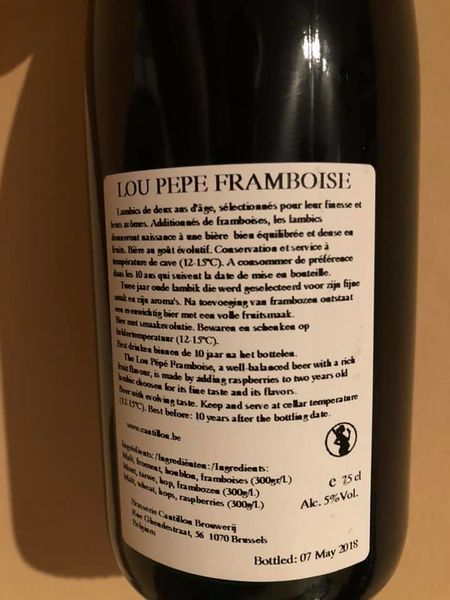 LOU PEPE FRAMBOISE
Lambics de deux ans d'âge, sélectionnés pour leur finesse et
leurs arômes. Additionnés de framboises, les lambics
donneront naissance à une bière bien équilibrée et dense en
fruits. Bière au goût évolutif. Conservation et service à
température de cave (12-15°C). A consommer de préférence
dans les 10 ans qui suivent la date de mise en bouteille.
Twee jaar oude lambik die werd geselecteerd voor zijn fijne
smaak en zijn aroma's. Na toevoeging van frambozen ontstaat
een evenwichtig bier met een volle fruitsmaak.
Bier met smaakevolutie. Bewaren en schenken op
keldertemperatuur (12-15°C).
Best drinken binnen de 10 jaar na het bottelen.
The Lou Pépé Framboise, a well-balanced beer with a rich
fruit flavour, is made by adding raspberries to two years old
lambic choosen for its fine taste and its flavors.
Beer with evolving taste. Keep and serve at cellar temperature
(12-15°C). Best before: 10 years after the bottling date.
www.cantillon.be
Ingrédients: /Ingrediënten: /Ingredients:
Malt, froment, houblon, framboises (300gr/L)
Mout, tarwe, hop, frambozen (300g/L)
Malt, wheat, hops, raspberries (300g/L)
e 75 cl
Alc. 5%Vol.
Brasserie Cantillon Brouwerij
Rue Gheudestraat, 56 1070 Brussels
Belgium
Bottled: 07 May 2018